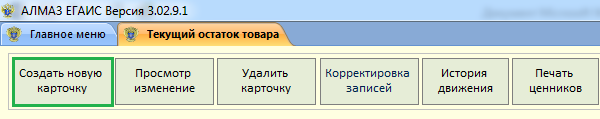 АЛМАЗ ЕГАИС Версия 3.02.9.1
Главное меню
Текущий остаток товара
Создать новую карточку
Просмотр изменение
Удалить карточку
Корректировка записей
История движения
Печать ценников